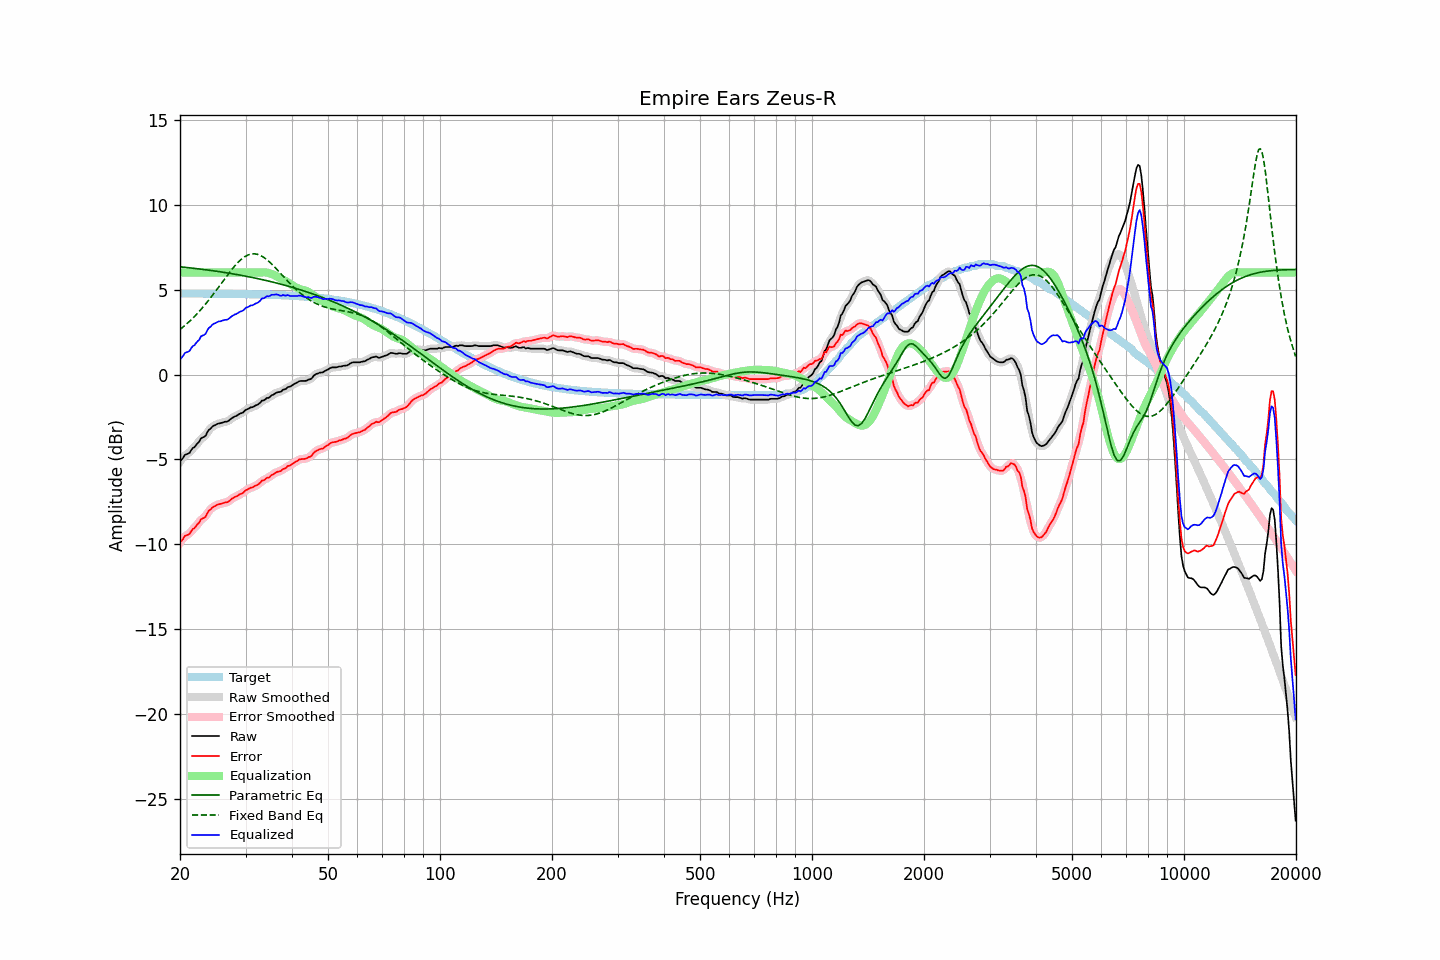 Empire Ears Zeus-R
15
10
5
0
−5
−10
−15
−20
−25
Amplitude (dBr)
Target
Raw Smoothed
Error Smoothed
Raw
Error
Equalization
Parametric Eq
Fixed Band Eq
Equalized
20 50 100 200 500 1000 2000 5000 10000 20000
Frequency (Hz)